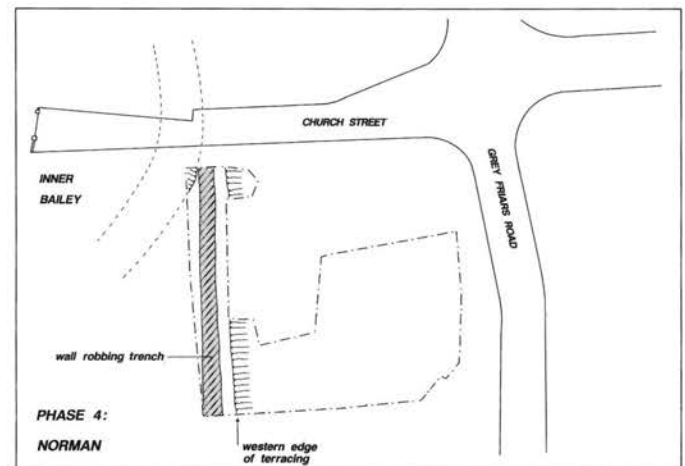 CHURCH STREET
GREY FRIARS ROAD
INNER
BAILEY
wall robbing trench
PHASE 4:
NORMAN
western edge
of terracing